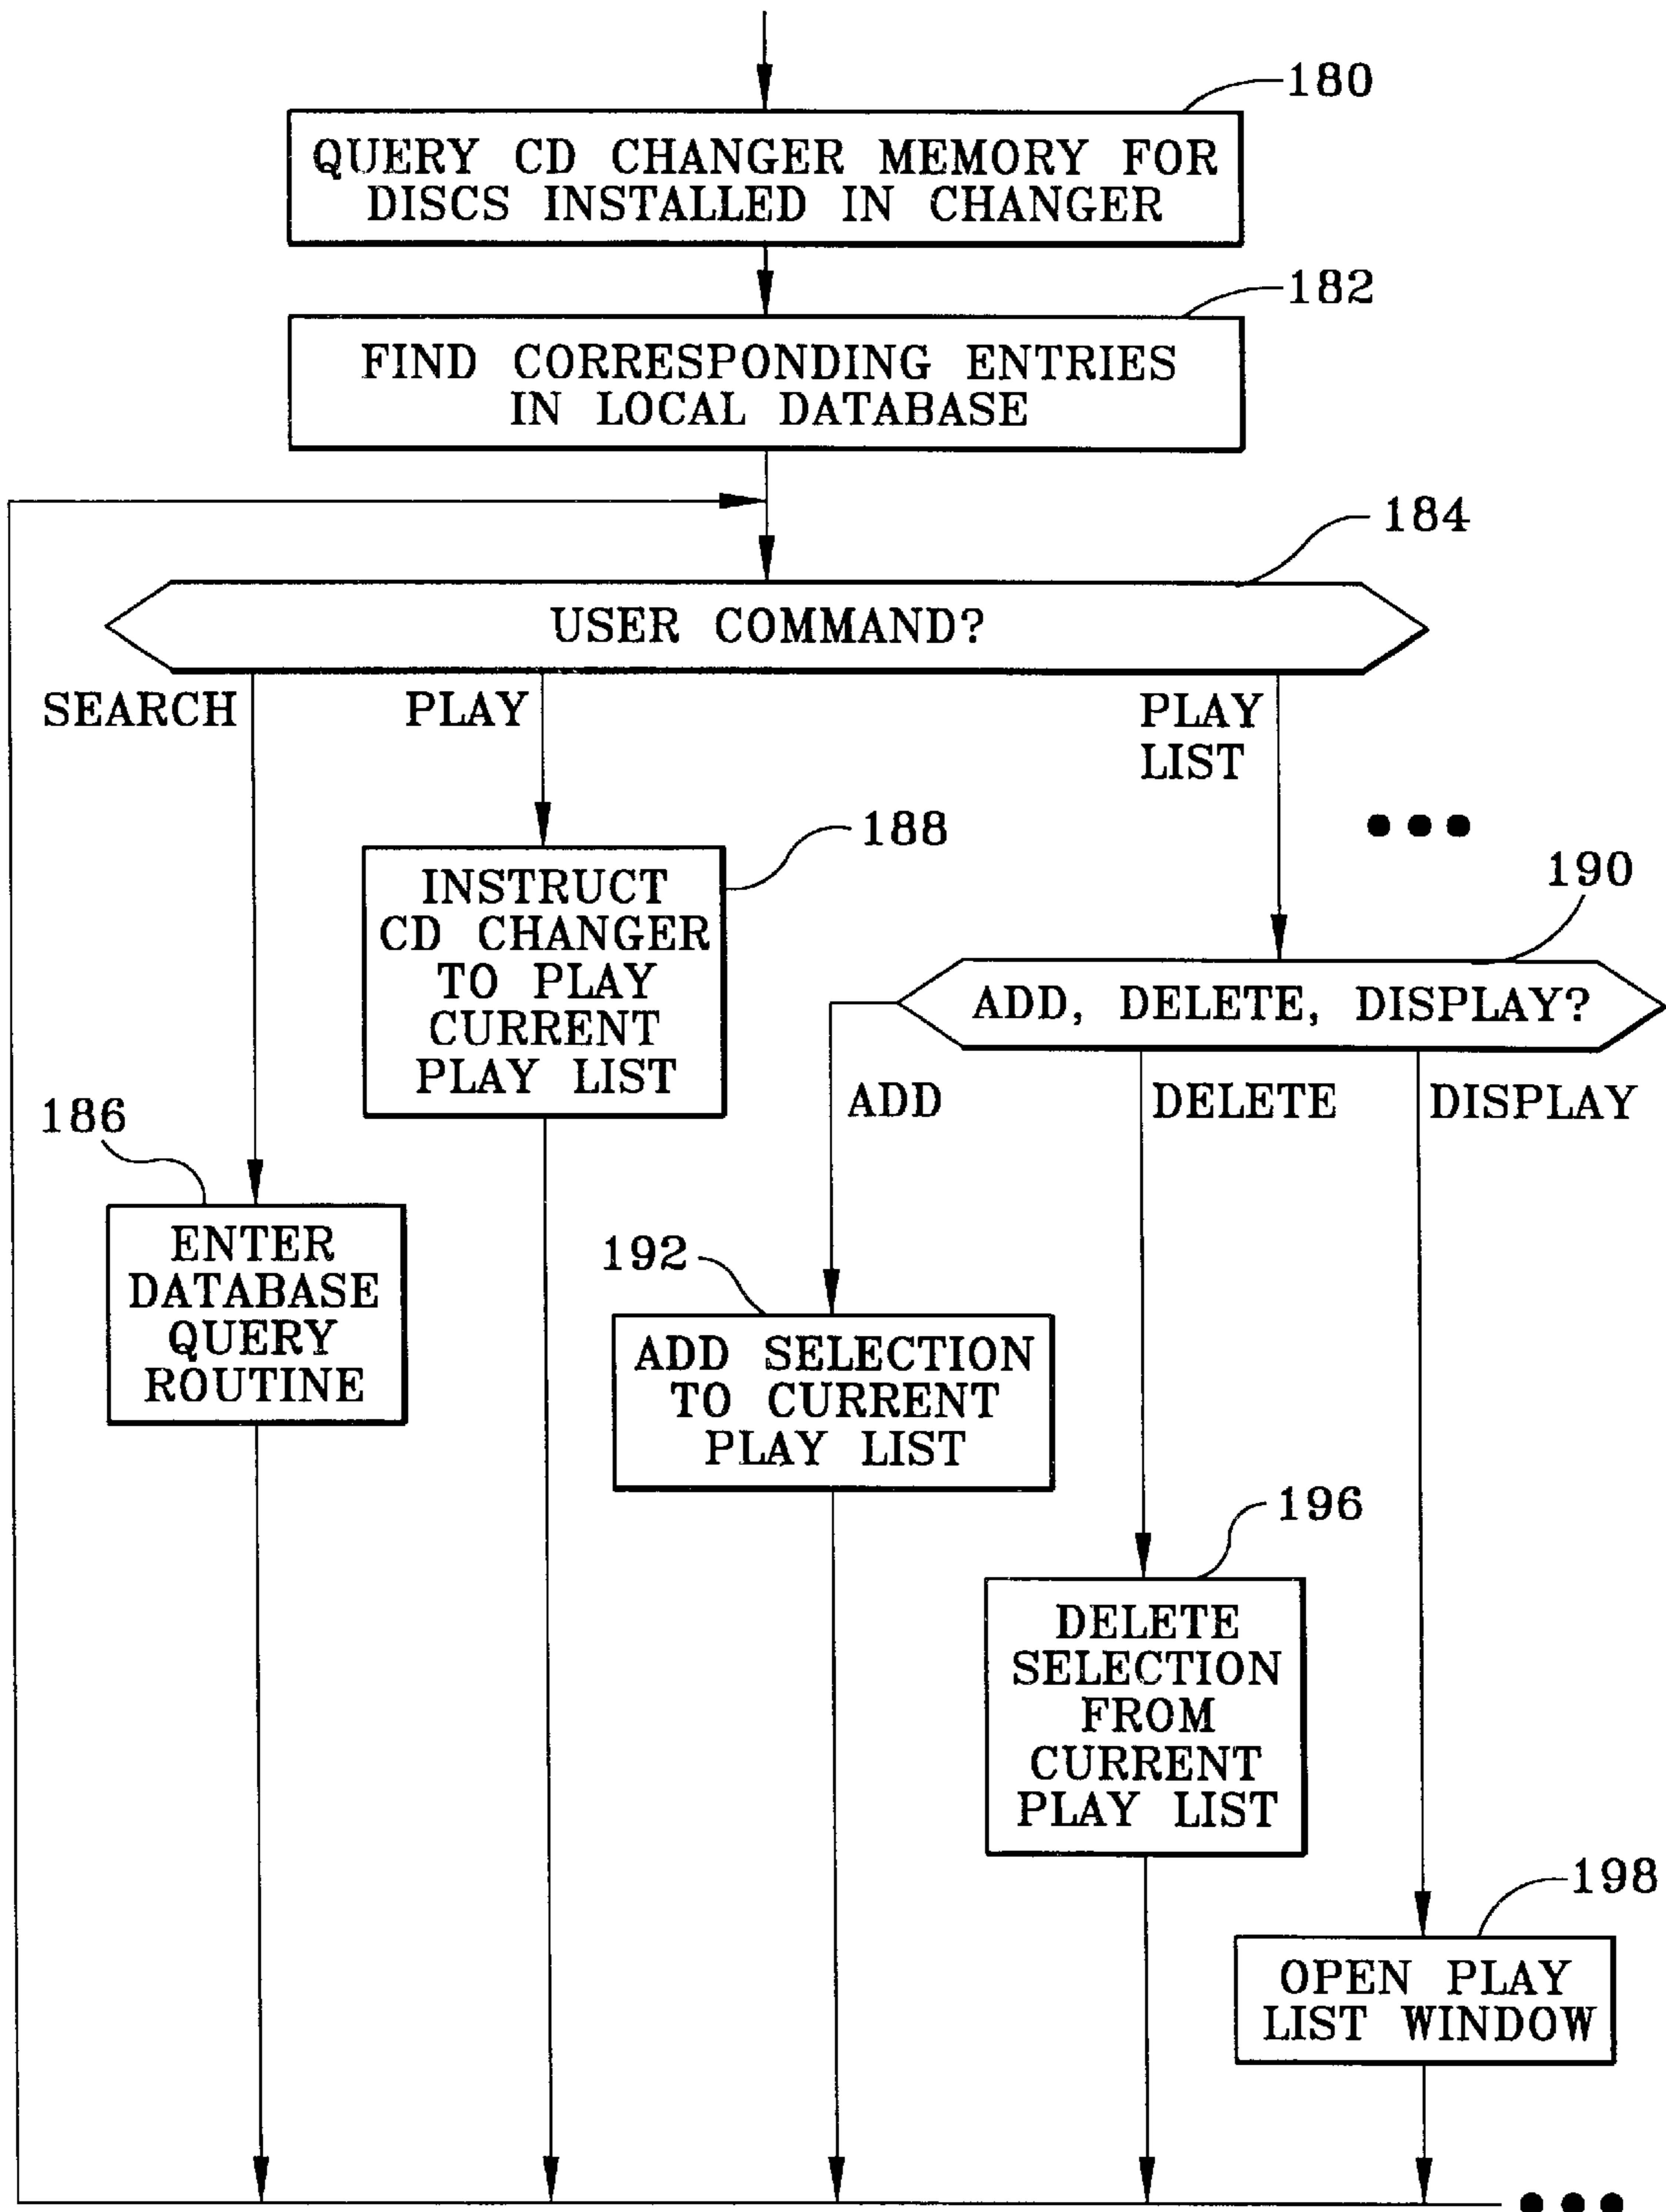 180
QUERY CD CHANGER MEMORY FOR
DISCS INSTALLED IN CHANGER
182
FIND CORRESPONDING ENTRIES
IN LOCAL DATABASE
184
USER COMMAND?
SEARCH
PLAY
PLAY
LIST
188
INSTRUCT
CD CHANGER
TO PLAY
CURRENT
PLAY LIST
190
ADD, DELETE, DISPLAY?
ADD
DELETE
DISPLAY
186
ENTER
DATABASE
QUERY
ROUTINE
192
ADD SELECTION
TO CURRENT
PLAY LIST
196
DELETE
SELECTION
FROM
CURRENT
PLAY LIST
198
OPEN PLAY
LIST WINDOW